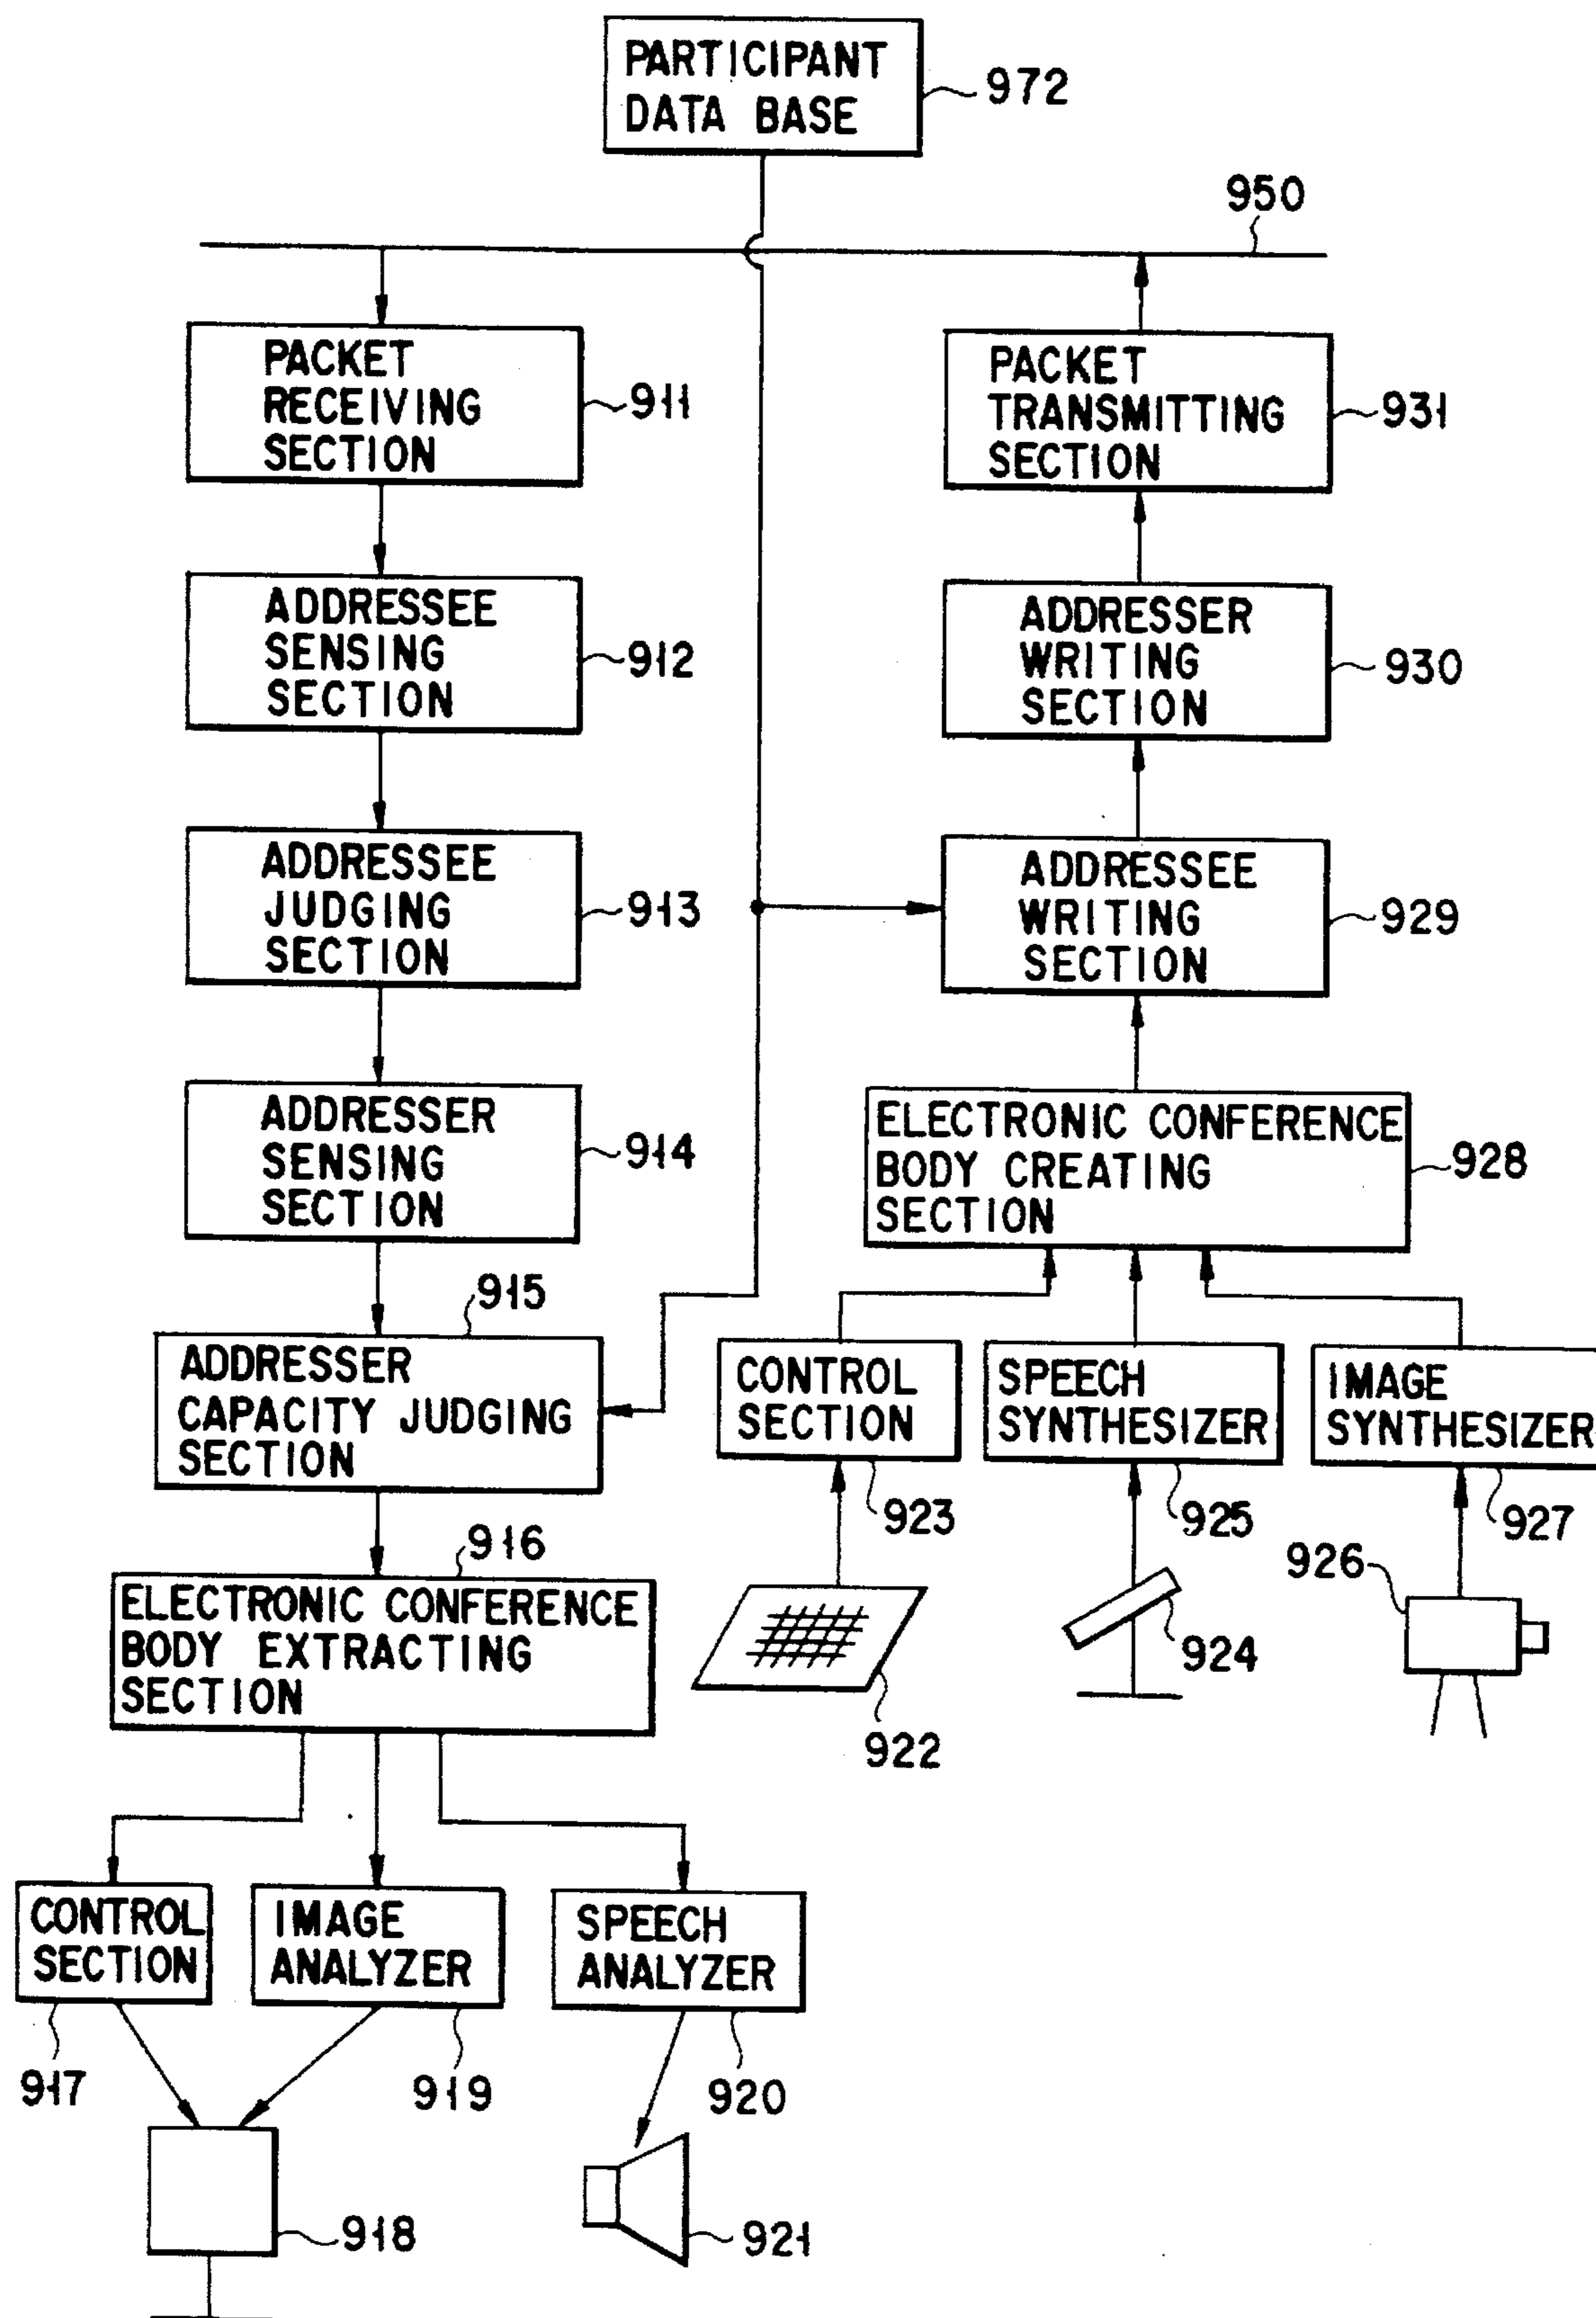 PARTICIPANT
DATA BASE
972
950
PACKET
RECEIVING
SECTION
911
PACKET
TRANSMITTING
SECTION
931
ADDRESSEE
SENSING
SECTION
912
ADDRESSER
WRITING
SECTION
930
ADDRESSEE
JUDGING
SECTION
913
ADDRESSEE
WRITING
SECTION
929
ADDRESSER
SENSING
SECTION
914
ELECTRONIC CONFERENCE
BODY CREATING
SECTION
928
915
ADDRESSER
CAPACITY JUDGING
SECTION
CONTROL
SECTION
923
SPEECH
SYNTHESIZER
925
IMAGE
SYNTHESIZER
927
916
ELECTRONIC CONFERENCE
BODY EXTRACTING
SECTION
922
924
926
CONTROL
SECTION
917
IMAGE
ANALYZER
919
SPEECH
ANALYZER
920
918
921